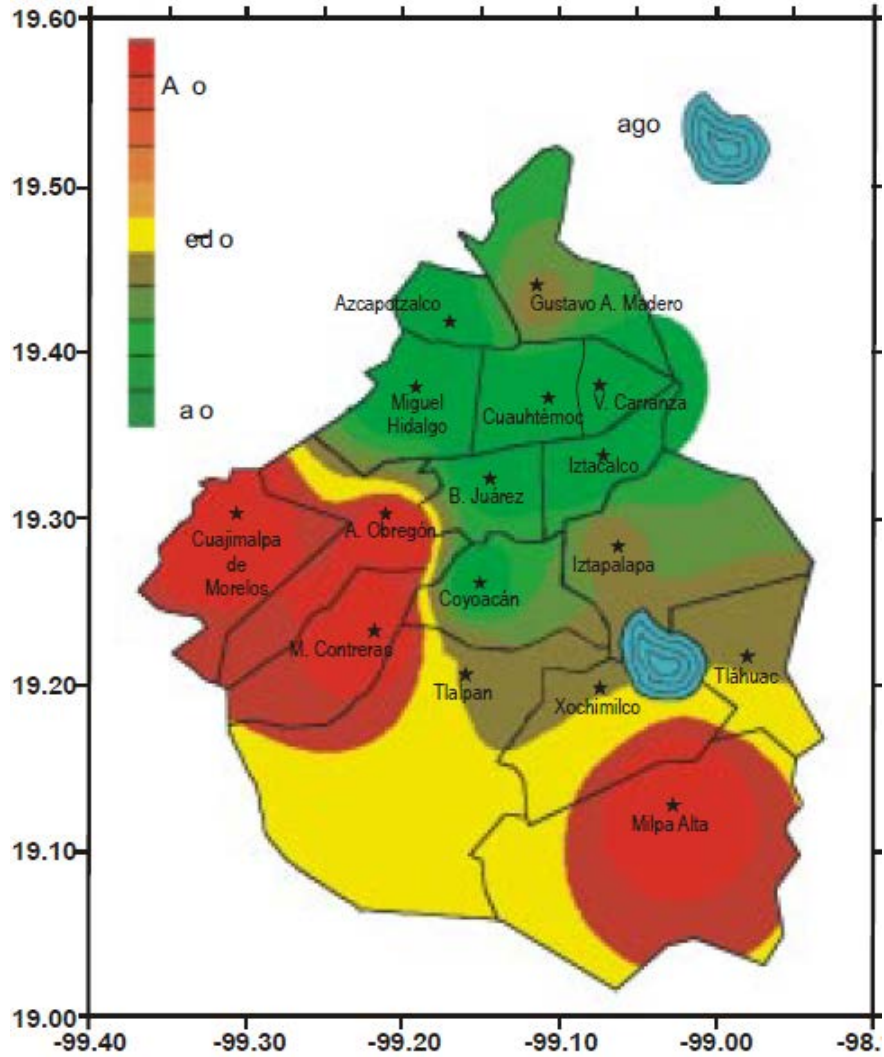 19.60
A o
ago
19.50
edo
Azcapotzalco
Gustavo A. Madero
19.40
a o
Miguel
Hidalgo
Cuauhtémoc
V. Carranza
Iztacalco
B. Juárez
19.30
A. Obregón
Cuajimalpa
de
Morelos
Iztapalapa
Coyoacán
M. Contreras
19.20
Tlalpan
Xochimilco
Tláhuac
Milpa Alta
19.10
19.00
-99.40 -99.30 -99.20 -99.10 -99.00 -98.